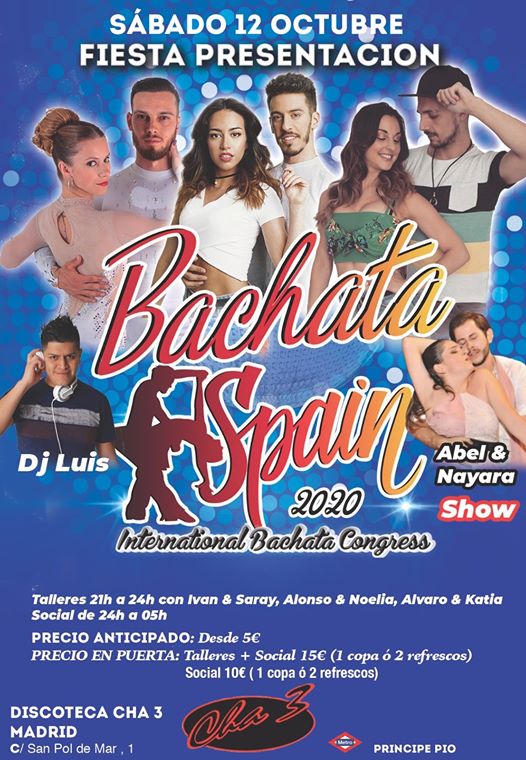 SÁBADO 12 OCTUBRE
FIESTA PRESENTACION
Bachata
Spain
2020
International Bachata Congress
Dj Luis
Abel &
Nayara
Show
Talleres 21h a 24h con Ivan & Saray, Alonso & Noelia, Alvaro & Katia
Social de 24h a 05h
PRECIO ANTICIPADO: Desde 5€
PRECIO EN PUERTA: Talleres + Social 15€ (1 copa ó 2 refrescos)
Social 10€ ( 1 copa ó 2 refrescos)
DISCOTECA CHA 3
MADRID
C/ San Pol de Mar , 1
Cha 3
Metro
PRINCIPE PIO